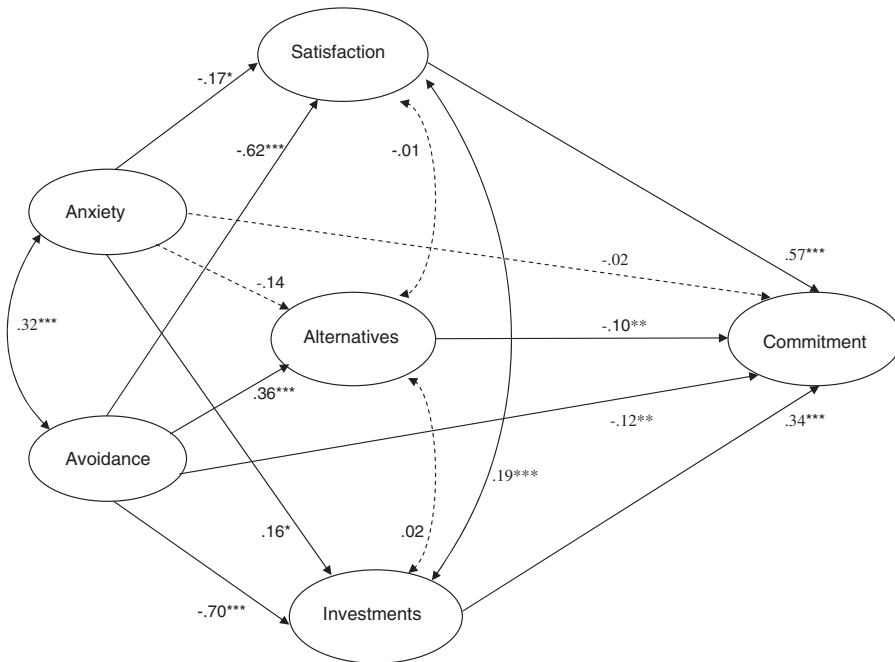 Satisfaction
-.17*
-.62***
-.01
Anxiety
-.02
.57***
-.14
.32***
Alternatives
-.10**
Commitment
.36***
-.12**
.34***
Avoidance
.19***
.16*
.02
-.70***
Investments